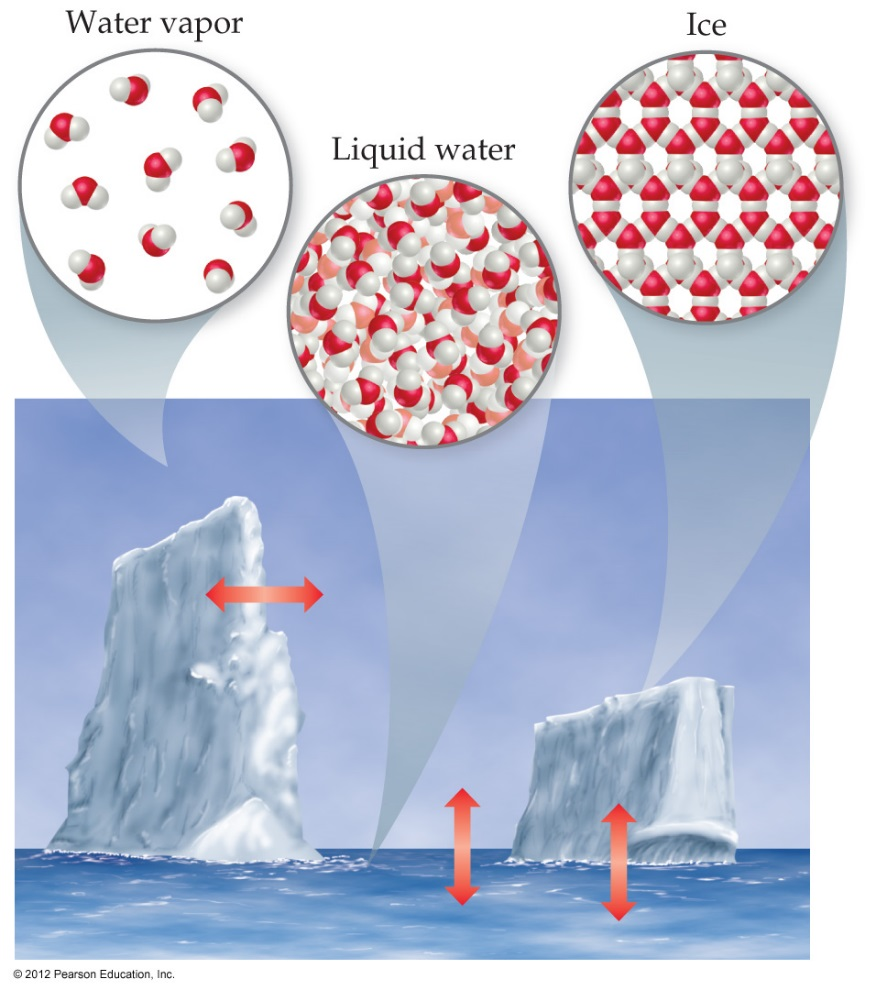 Water vapor
Ice
Liquid water
© 2012 Pearson Education, Inc.